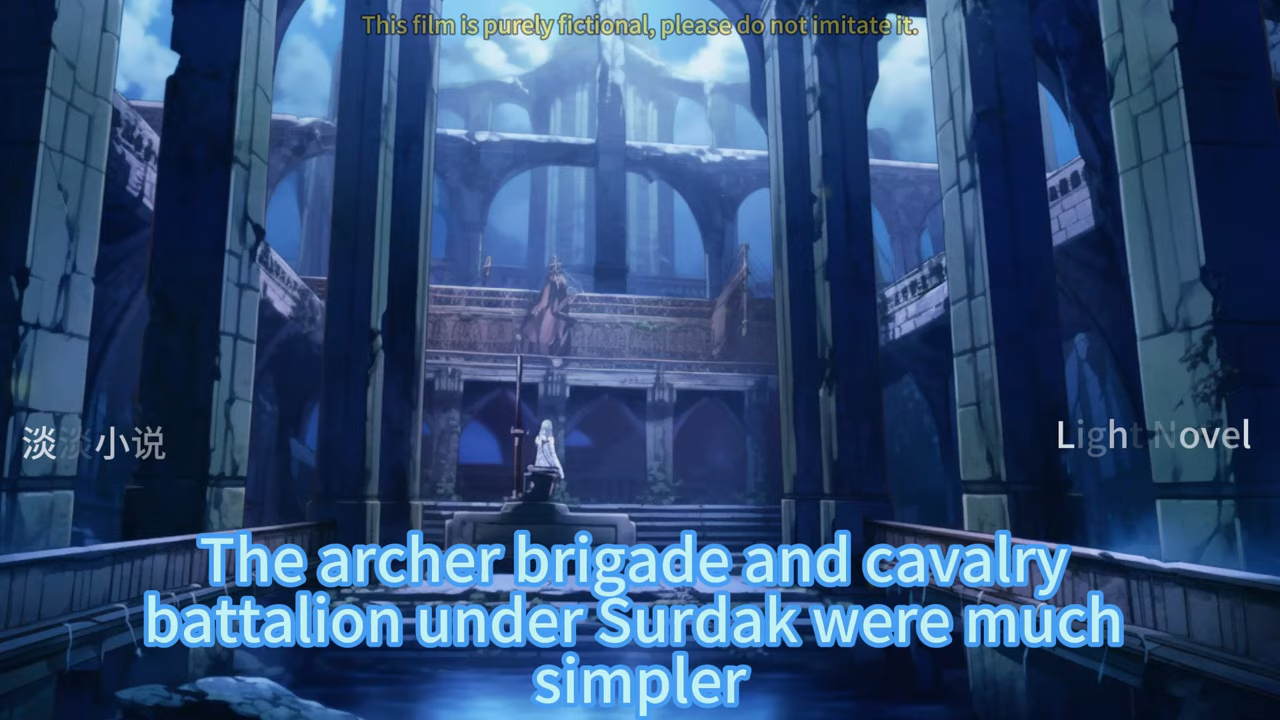 This film is purely fictional, please do not imitate it.
淡淡小说
Light Novel
The archer brigade and cavalry
battalion under Surdak were much
simpler